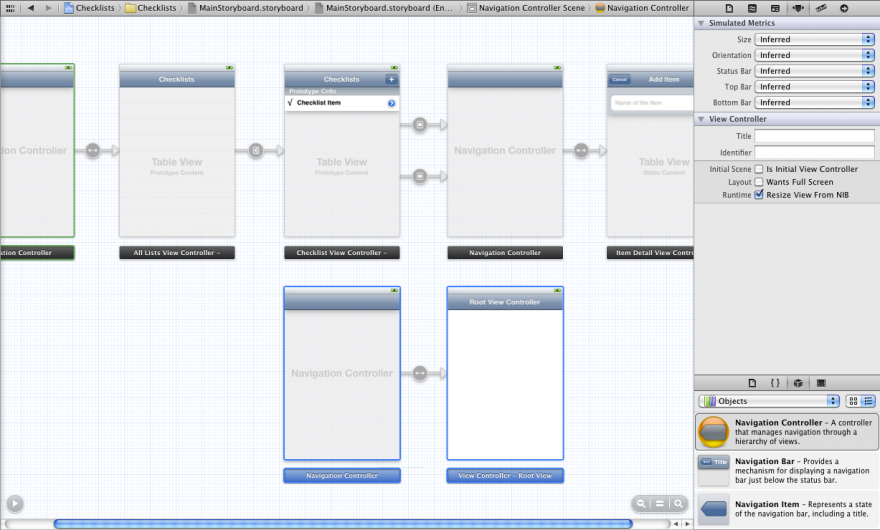 Checklists
Checklists
MainStoryboard.storyboard
MainStoryboard.storyboard (En...
Navigation Controller Scene
Navigation Controller
Simulated Metrics
Size Inferred
Orientation Inferred
Status Bar Inferred
Top Bar Inferred
Bottom Bar Inferred
View Controller
Title
Identifier
Initial Scene Is Initial View Controller
Layout Wants Full Screen
Runtime Resize View From NIB
Checklists
Checklists +
Prototype Cells
√ Checklist Item
Cancel Add Item
Name of the Item
ation Controller
Table View
Prototype Content
Table View
Prototype Content
Navigation Controller
Table View
Static Content
ation Controller
All Lists View Controller –
Checklist View Controller –
Navigation Controller
Item Detail View Contro
Root View Controller
Navigation Controller
Navigation Controller
View Controller – Root View
{ }
Objects
Navigation Controller – A controller
that manages navigation through a
hierarchy of views.
Title
Navigation Bar – Provides a
mechanism for displaying a navigation
bar just below the status bar.
Navigation Item – Represents a state
of the navigation bar, including a title.